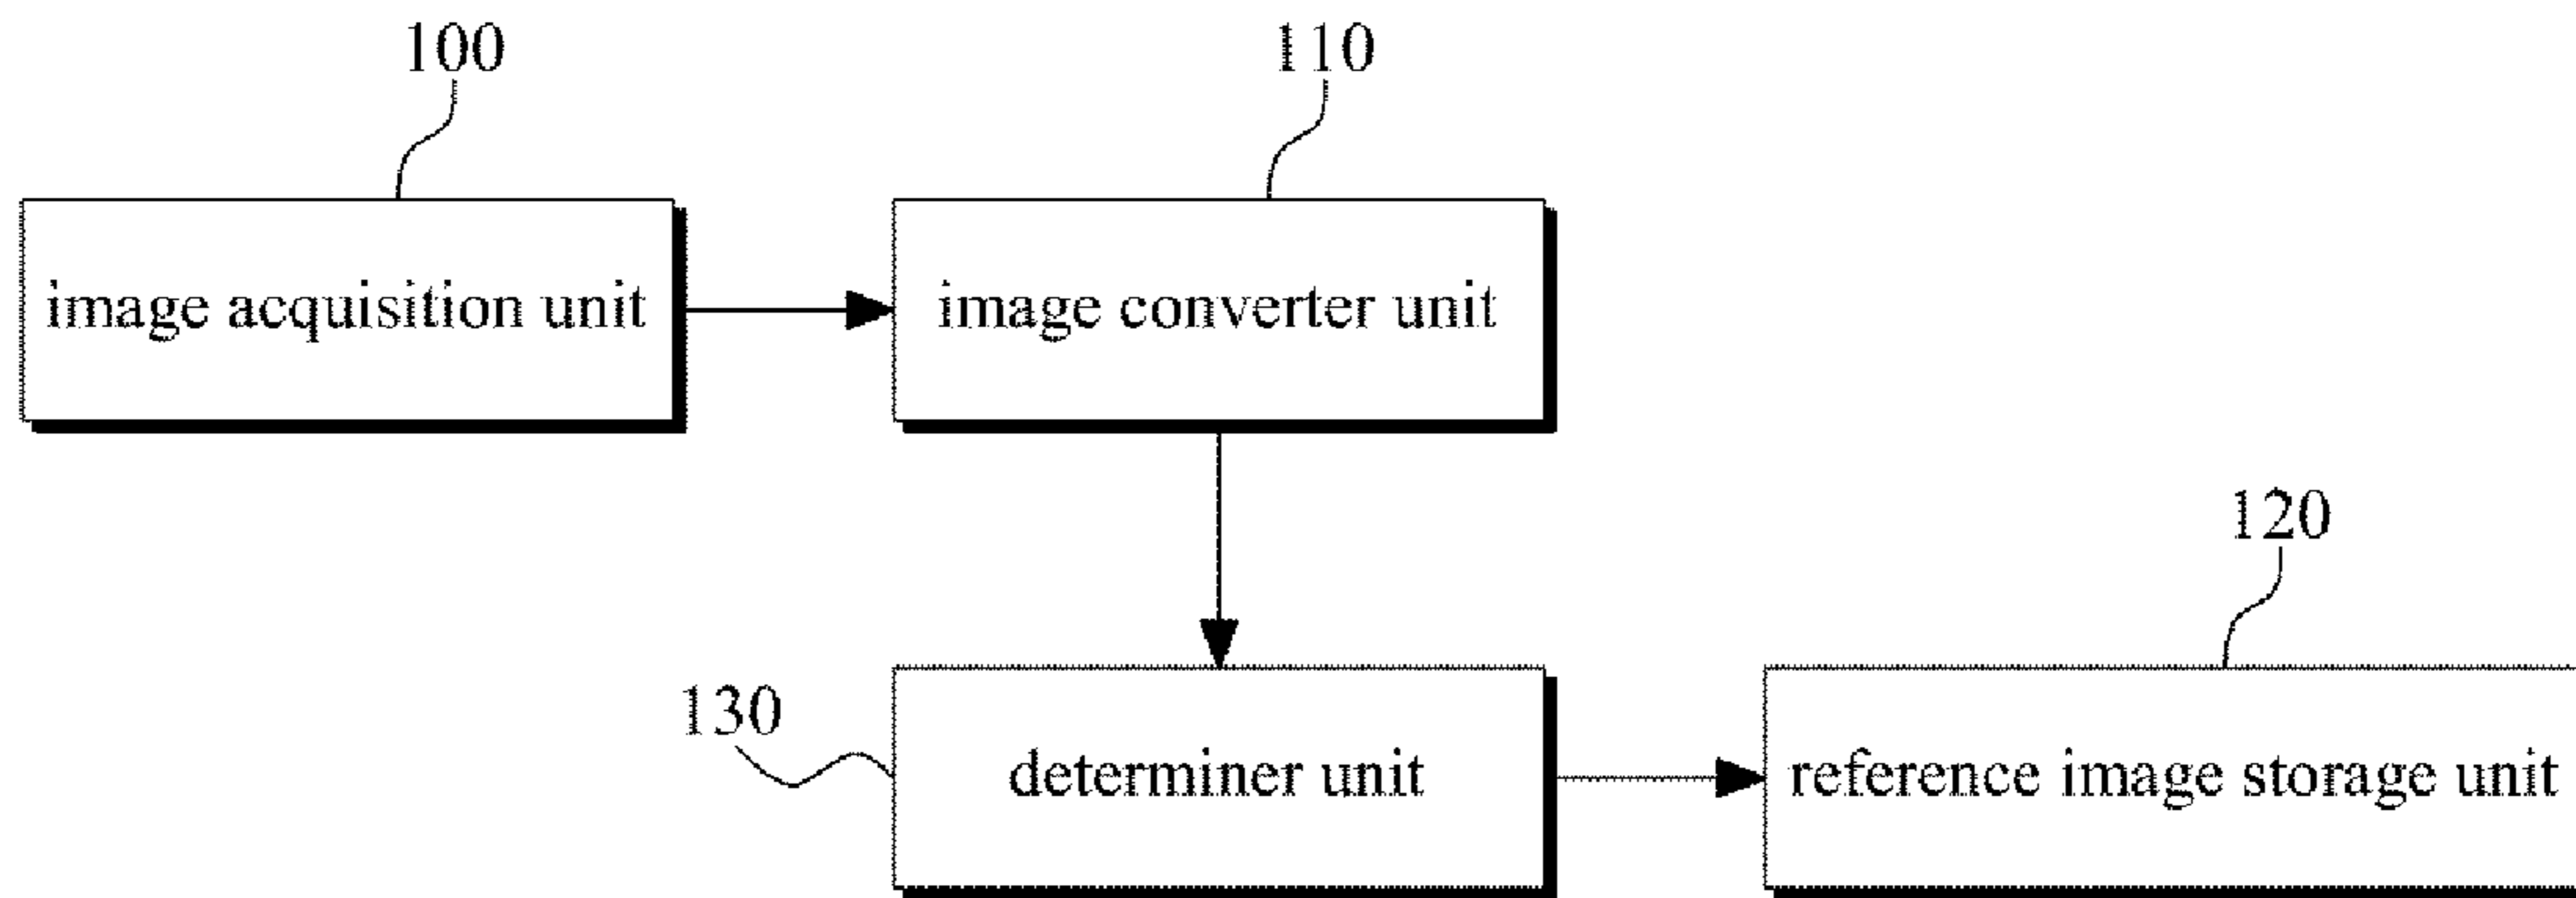 100
110
image acquisition unit
image converter unit
120
130
determiner unit
reference image storage unit